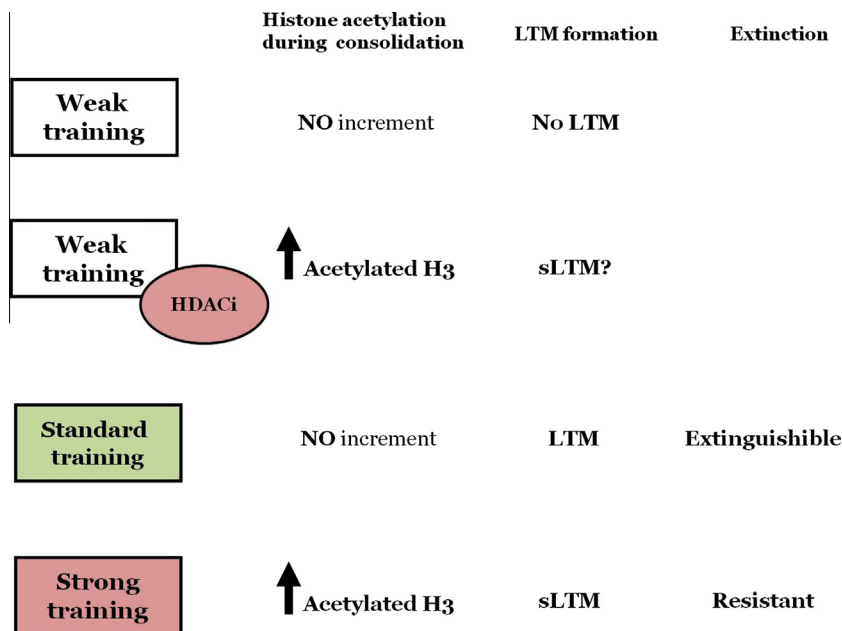 Histone acetylation
during consolidation
LTM formation
Extinction
Weak
training
NO increment
No LTM
Weak
training
HDACi
Acetylated H3
sLTM?
Standard
training
NO increment
LTM
Extinguishible
Strong
training
Acetylated H3
sLTM
Resistant